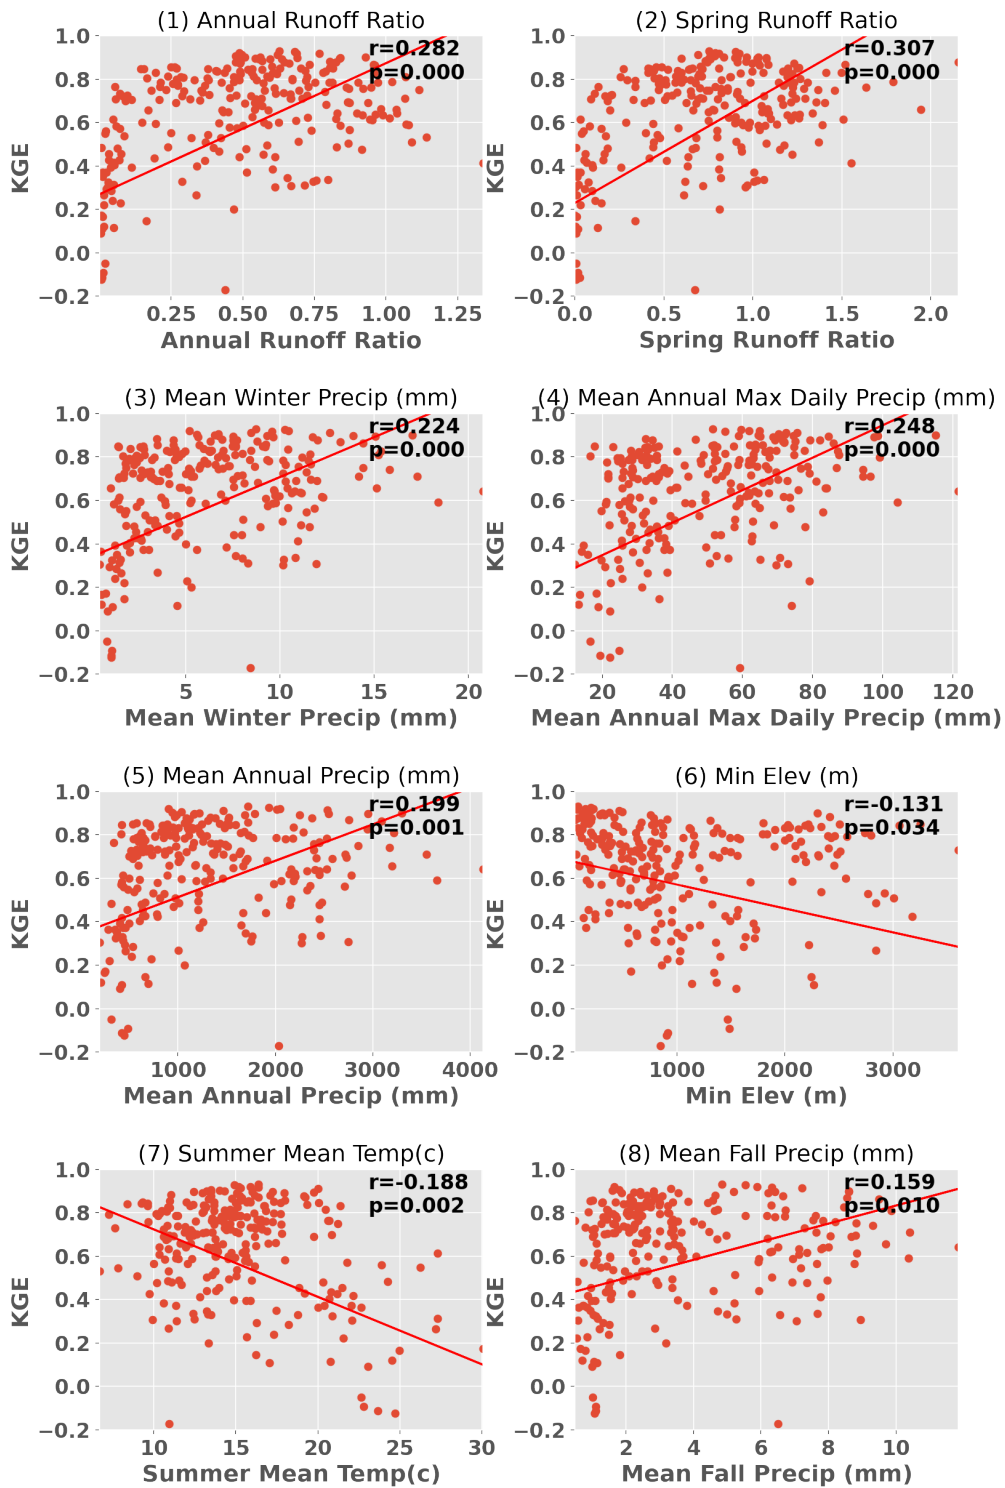 (1) Annual Runoff Ratio
r=0.282
p=0.000
1.0
0.8
0.6
0.4
0.2
0.0
−0.2
KGE
0.25 0.50 0.75 1.00 1.25
Annual Runoff Ratio
(2) Spring Runoff Ratio
r=0.307
p=0.000
1.0
0.8
0.6
0.4
0.2
0.0
−0.2
KGE
0.0 0.5 1.0 1.5 2.0
Spring Runoff Ratio
(3) Mean Winter Precip (mm)
r=0.224
p=0.000
1.0
0.8
0.6
0.4
0.2
0.0
−0.2
KGE
5 10 15 20
Mean Winter Precip (mm)
(4) Mean Annual Max Daily Precip (mm)
r=0.248
p=0.000
1.0
0.8
0.6
0.4
0.2
0.0
−0.2
KGE
20 40 60 80 100 120
Mean Annual Max Daily Precip (mm)
(5) Mean Annual Precip (mm)
r=0.199
p=0.001
1.0
0.8
0.6
0.4
0.2
0.0
−0.2
KGE
1000 2000 3000 4000
Mean Annual Precip (mm)
(6) Min Elev (m)
r=-0.131
p=0.034
1.0
0.8
0.6
0.4
0.2
0.0
−0.2
KGE
1000 2000 3000
Min Elev (m)
(7) Summer Mean Temp(c)
r=-0.188
p=0.002
1.0
0.8
0.6
0.4
0.2
0.0
−0.2
KGE
10 15 20 25 30
Summer Mean Temp(c)
(8) Mean Fall Precip (mm)
r=0.159
p=0.010
1.0
0.8
0.6
0.4
0.2
0.0
−0.2
KGE
2 4 6 8 10
Mean Fall Precip (mm)